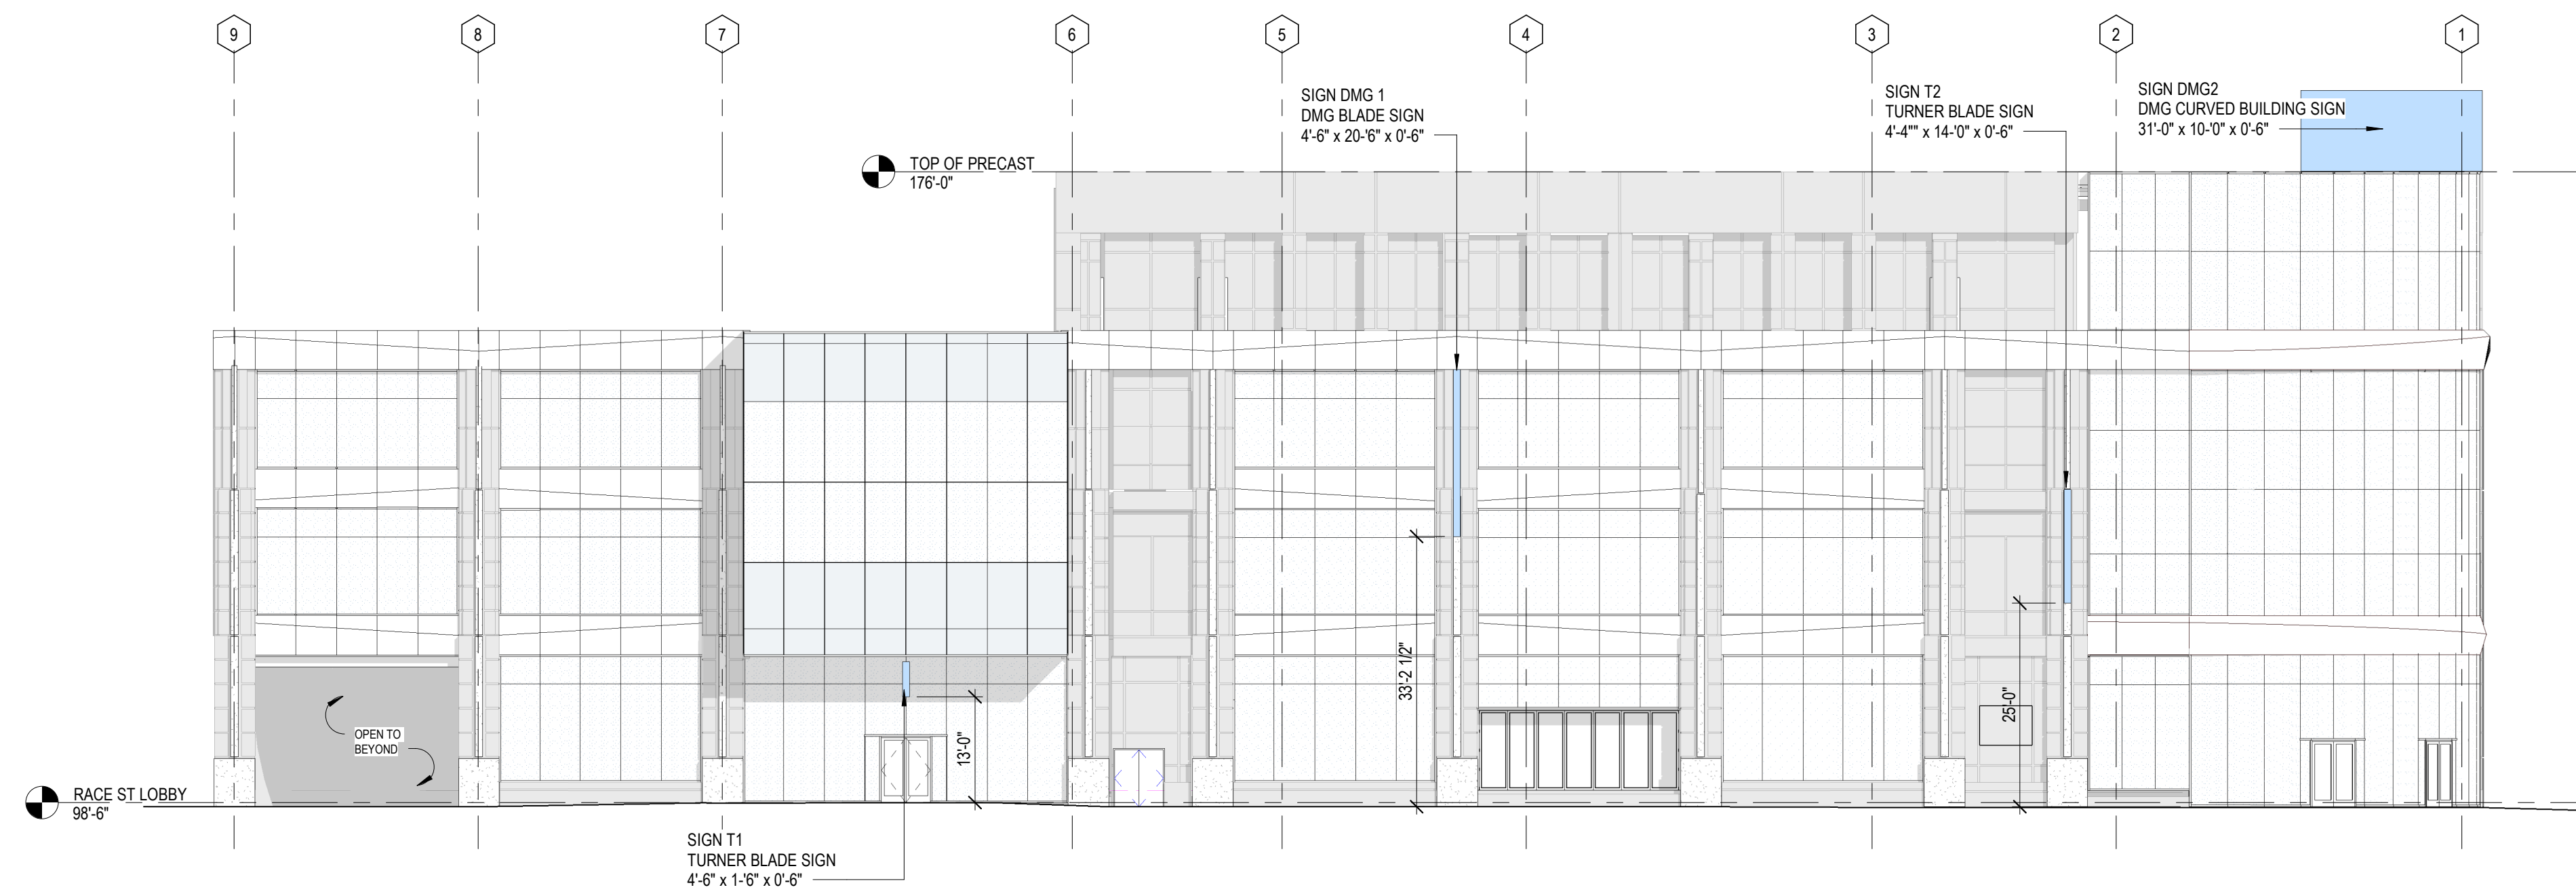 9
8
7
6
5
4
3
2
1
SIGN DMG 1
DMG BLADE SIGN
4'-6" x 20-'6" x 0'-6"
SIGN T2
TURNER BLADE SIGN
4'-4"" x 14-'0" x 0'-6"
SIGN DMG2
DMG CURVED BUILDING SIGN
31'-0" x 10-'0" x 0'-6"
TOP OF PRECAST
176'-0"
33'-2 1/2"
25'-0"
13'-0"
OPEN TO
BEYOND
RACE ST LOBBY
98'-6"
SIGN T1
TURNER BLADE SIGN
4'-6" x 1-'6" x 0'-6"